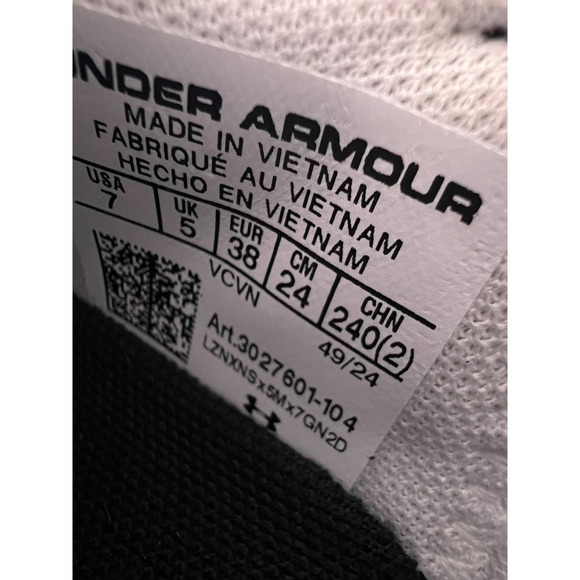 UNDER ARMOUR
MADE IN VIETNAM
FABRIQUÉ AU VIETNAM
HECHO EN VIETNAM
USA UK EUR CM CHN
7 5 38 24 240(2)
VCVN 49/24
Art.3027601-104
LZNXNSx5Mx7GN2D